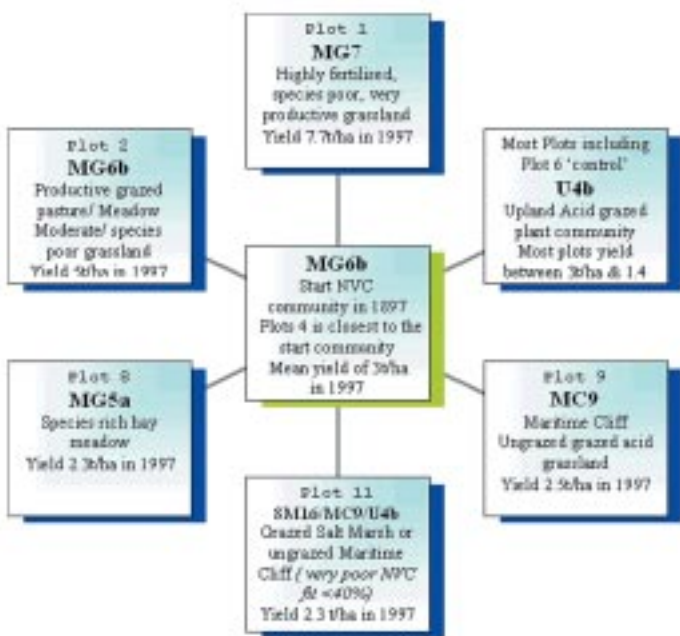 Plot 1
MG7
Highly fertilised,
species poor, very
productive grassland
Yield 7.7t/ha in 1997
Plot 2
MG6b
Productive grazed
pasture/ Meadow
Moderate/ species
poor grassland
Yield 5t/ha in 1997
Most Plots including
Plot 6 'control'
U4b
Upland Acid grazed
plant community
Most plots yield
between 3t/ha & 1.4
MG6b
Start NVC
community in 1897
Plots 4 is closest to the
start community
Mean yield of 3t/ha
in 1997
Plot 8
MG5a
Species rich hay
meadow
Yield 2.3t/ha in 1997
Plot 9
MC9
Maritime Cliff
Ungrazed grazed acid
grassland
Yield 2.5t/ha in 1997
Plot 11
SM16/MC9/U4b
Grazed Salt Marsh or
ungrazed Maritime
Cliff ( very poor NVC
fit <40%)
Yield 2.3 t/ha in 1997